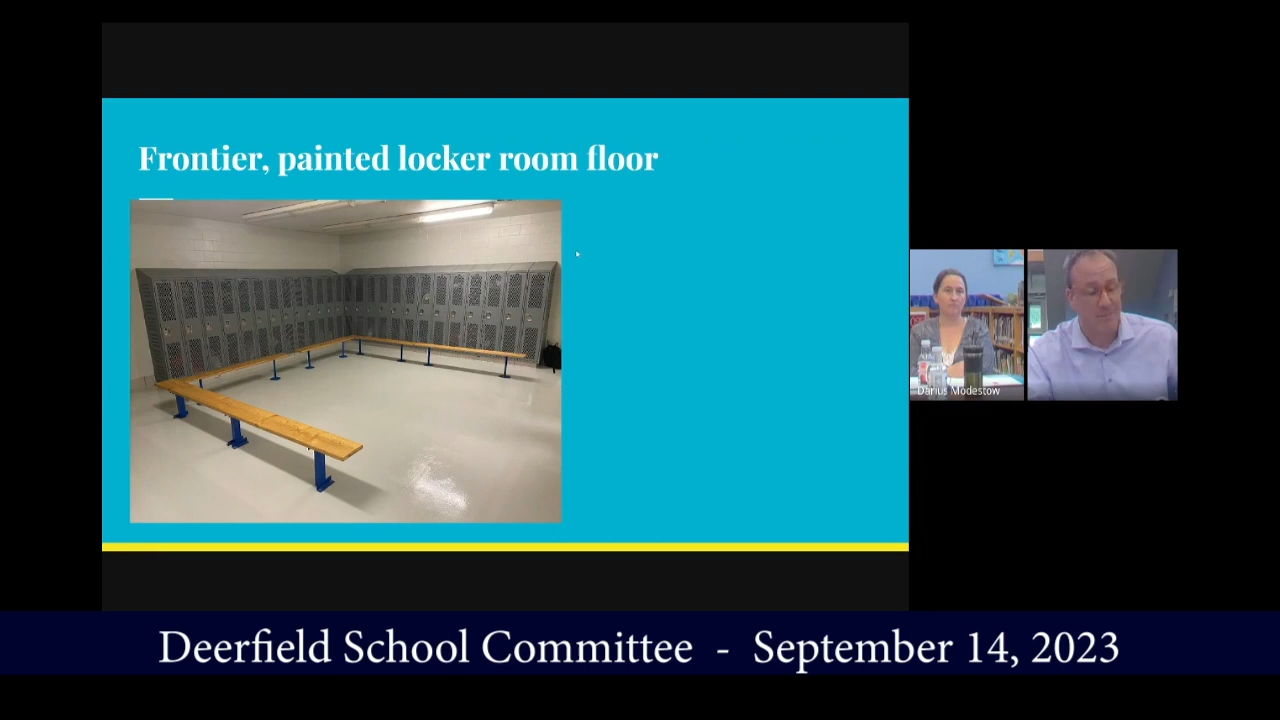 Frontier, painted locker room floor
Darius Modestow
Deerfield School Committee - September 14, 2023